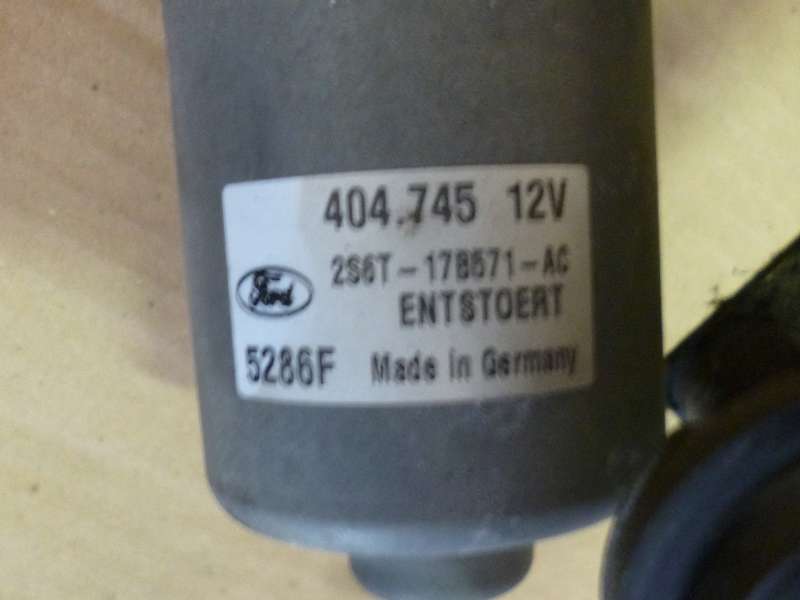 404.745 12V
2S6T-17B571-AC
Ford
ENTSTOERT
5286F Made in Germany